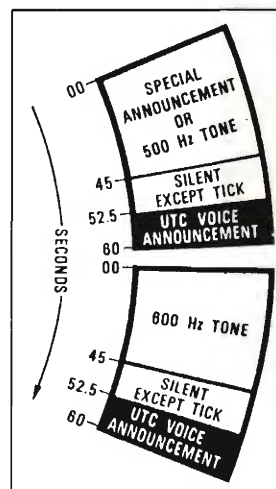 00
SPECIAL
ANNOUNCEMENT
OR
500 Hz TONE
45
SILENT
EXCEPT TICK
52.5
UTC VOICE
ANNOUNCEMENT
60
00
SECONDS
600 Hz TONE
45
SILENT
EXCEPT TICK
52.5
UTC VOICE
ANNOUNCEMENT
60